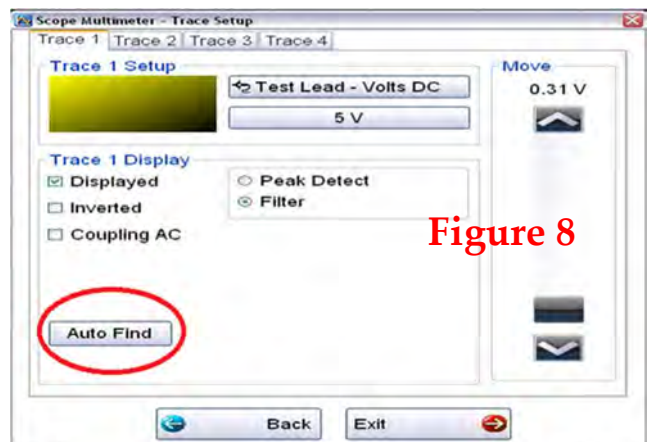 Scope Multimeter - Trace Setup
Trace 1 Trace 2 Trace 3 Trace 4
Trace 1 Setup
Test Lead - Volts DC
5 V
Move
0.31 V
Trace 1 Display
Displayed
Inverted
Coupling AC
Peak Detect
Filter
Figure 8
Auto Find
Back
Exit